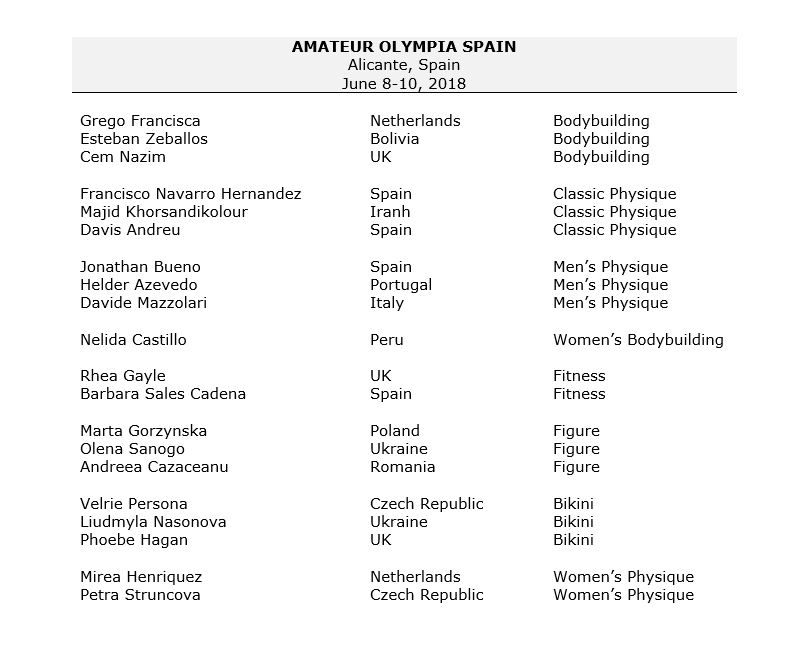 AMATEUR OLYMPIA SPAIN
Alicante, Spain
June 8-10, 2018
Grego Francisca Netherlands Bodybuilding
Esteban Zeballos Bolivia Bodybuilding
Cem Nazim UK Bodybuilding
Francisco Navarro Hernandez Spain Classic Physique
Majid Khorsandikolour Iranh Classic Physique
Davis Andreu Spain Classic Physique
Jonathan Bueno Spain Men’s Physique
Helder Azevedo Portugal Men’s Physique
Davide Mazzolari Italy Men’s Physique
Nelida Castillo Peru Women’s Bodybuilding
Rhea Gayle UK Fitness
Barbara Sales Cadena Spain Fitness
Marta Gorzynska Poland Figure
Olena Sanogo Ukraine Figure
Andreea Cazaceanu Romania Figure
Velrie Persona Czech Republic Bikini
Liudmyla Nasonova Ukraine Bikini
Phoebe Hagan UK Bikini
Mirea Henriquez Netherlands Women’s Physique
Petra Struncova Czech Republic Women’s Physique